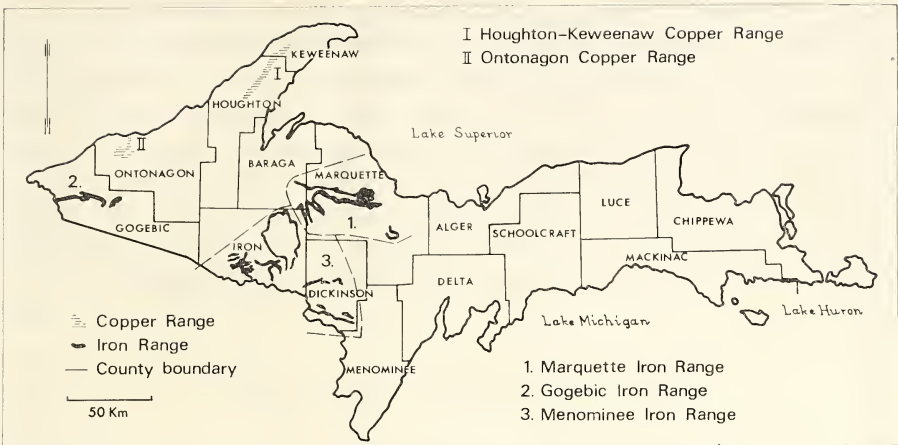 I Houghton-Keweenaw Copper Range
II Ontonagon Copper Range
KEWEENAW
I
HOUGHTON
Lake Superior
II
ONTONAGON
BARAGA
MARQUETTE
2.
GOGEBIC
1.
ALGER
LUCE
CHIPPEWA
SCHOOLCRAFT
IRON
3.
MACKINAC
DICKINSON
DELTA
Lake Huron
Lake Michigan
MENOMINEE
Copper Range
Iron Range
County boundary
50 Km
1. Marquette Iron Range
2. Gogebic Iron Range
3. Menominee Iron Range